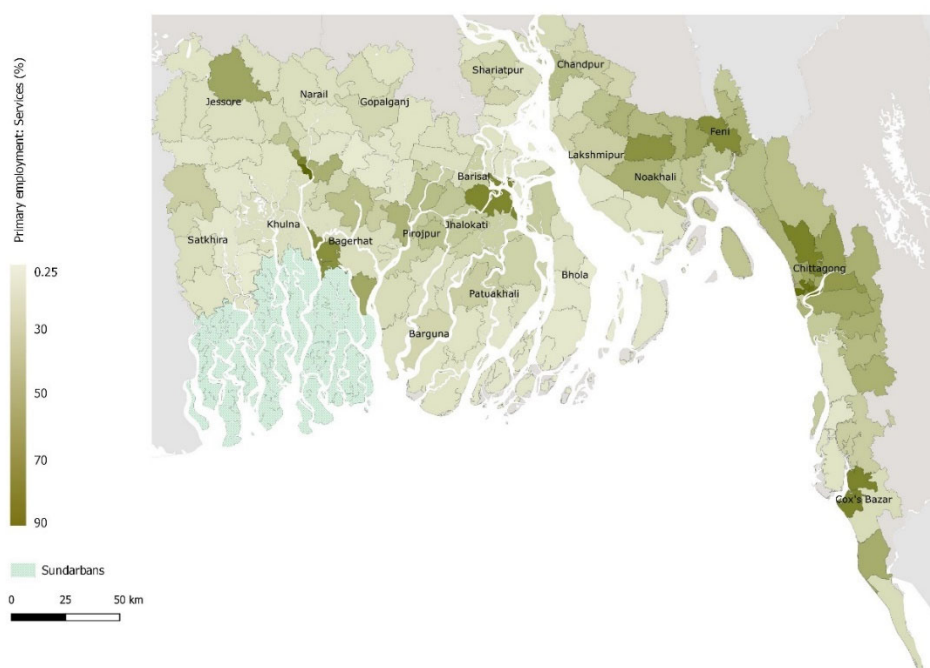 Primary employment: Services (%)
0.25
30
50
70
90
Sundarbans
0 25 50 km
Shariatpur
Chandpur
Jessore
Narail
Gopalganj
Feni
Lakshmipur
Noakhali
Barisal
Khulna
Jhalokati
Pirojpur
Satkhira
Bagerhat
Chittagong
Bhola
Patuakhali
Barguna
Cox's Bazar